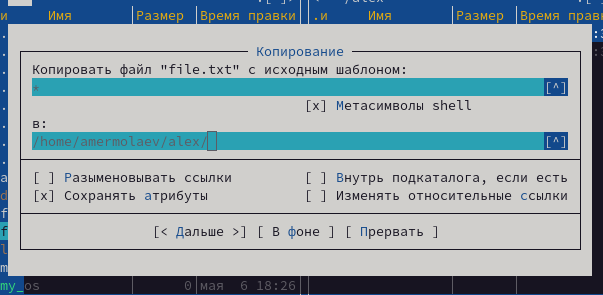 и Имя Размер Время правки .и Имя Размер Время прав
Копирование
Копировать файл "file.txt" с исходным шаблоном:
* [^]
[x] Метасимволы shell
в:
/home/amermolaev/alex/ [^]
[ ] Разыменовывать ссылки [ ] Внутрь подкаталога, если есть
[x] Сохранять атрибуты [ ] Изменять относительные ссылки
[< Дальше >] [ В фоне ] [ Прервать ]
my_os 0 мая 6 18:26